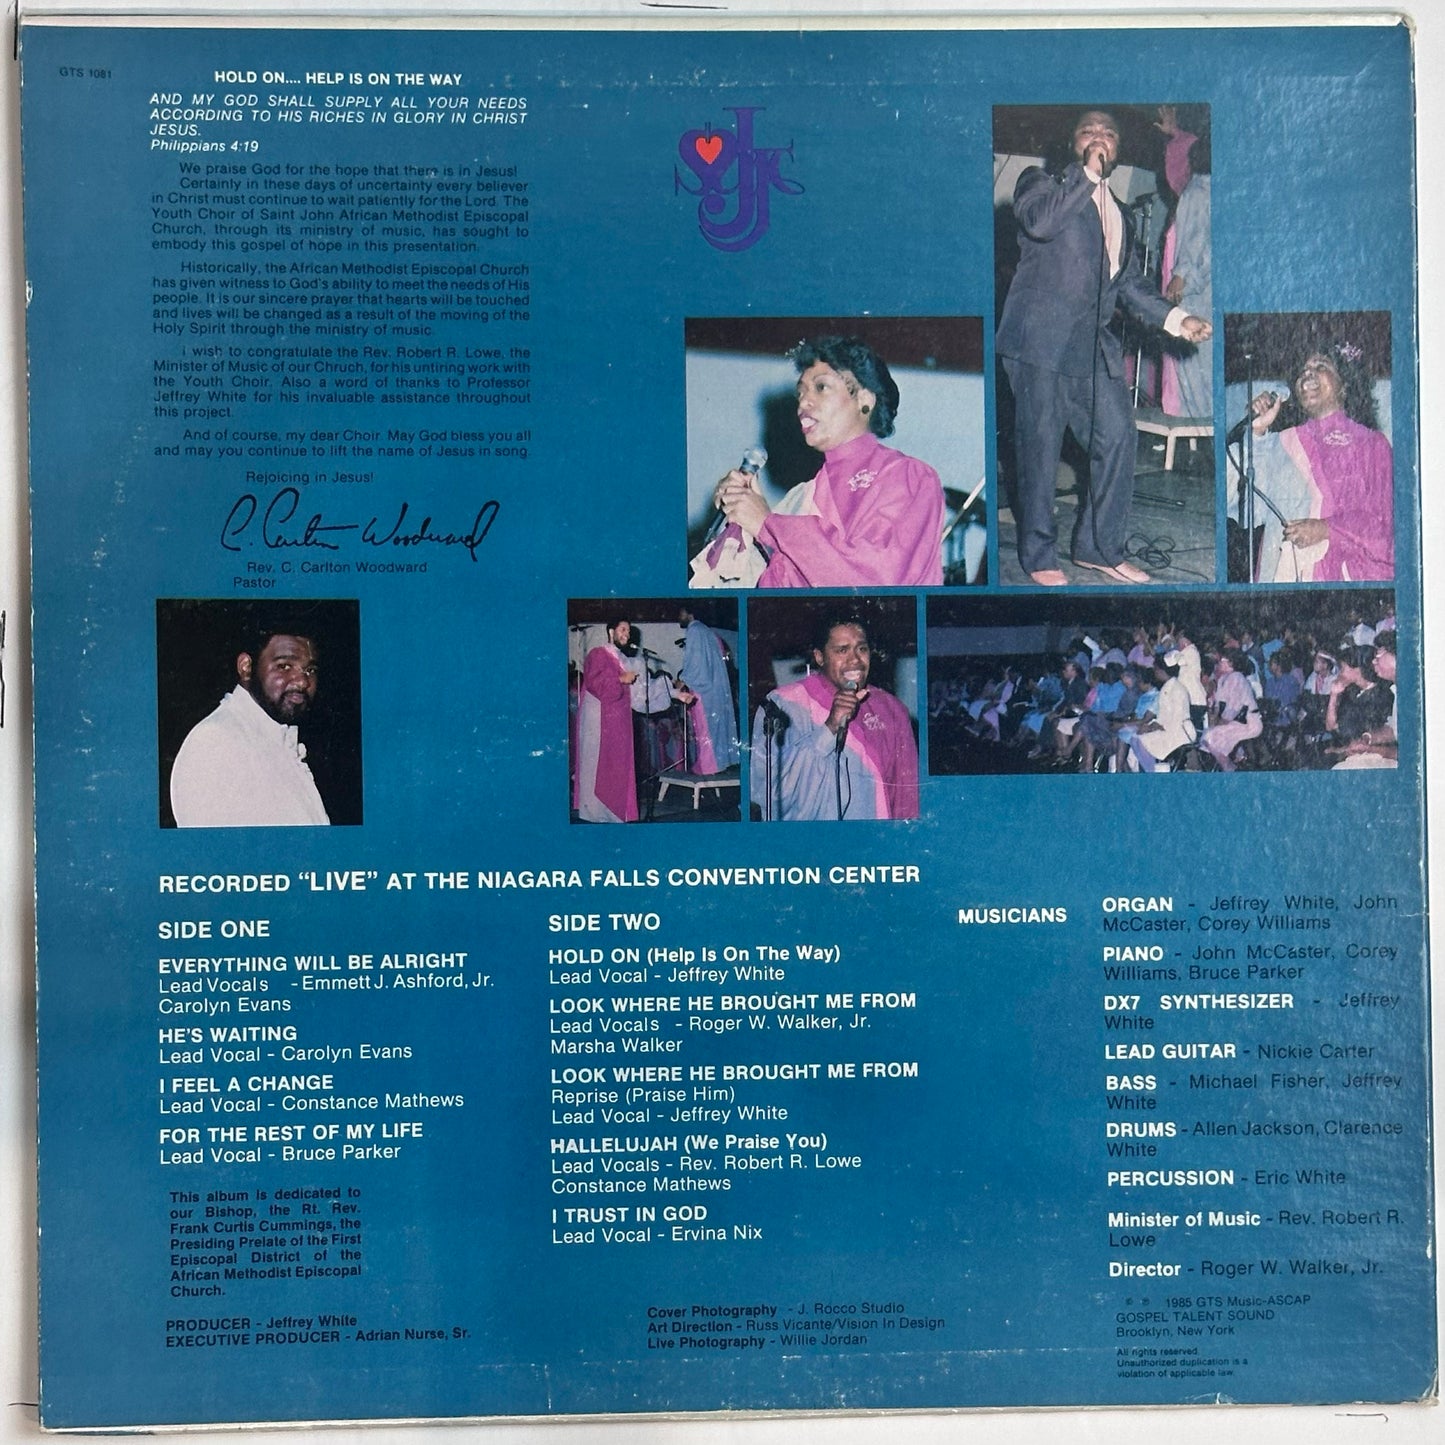 GTS 1081
HOLD ON.... HELP IS ON THE WAY
AND MY GOD SHALL SUPPLY ALL YOUR NEEDS
ACCORDING TO HIS RICHES IN GLORY IN CHRIST
JESUS.
Philippians 4:19
We praise God for the hope that there is in Jesus!
Certainly in these days of uncertainty every believer
in Christ must continue to wait patiently for the Lord. The
Youth Choir of Saint John African Methodist Episcopal
Church, through its ministry of music, has sought to
embody this gospel of hope in this presentation.
Historically, the African Methodist Episcopal Church
has given witness to God's ability to meet the needs of His
people. It is our sincere prayer that hearts will be touched
and lives will be changed as a result of the moving of the
Holy Spirit through the ministry of music.
I wish to congratulate the Rev. Robert R. Lowe, the
Minister of Music of our Chruch, for his untiring work with
the Youth Choir. Also a word of thanks to Professor
Jeffrey White for his invaluable assistance throughout
this project.
And of course, my dear Choir. May God bless you all
and may you continue to lift the name of Jesus in song.
Rejoicing in Jesus!
C. Carlton Woodward
Rev. C. Carlton Woodward
Pastor
RECORDED "LIVE" AT THE NIAGARA FALLS CONVENTION CENTER
SIDE ONE
EVERYTHING WILL BE ALRIGHT
Lead Vocals - Emmett J. Ashford, Jr.
Carolyn Evans
HE'S WAITING
Lead Vocal - Carolyn Evans
I FEEL A CHANGE
Lead Vocal - Constance Mathews
FOR THE REST OF MY LIFE
Lead Vocal - Bruce Parker
This album is dedicated to
our Bishop, the Rt. Rev.
Frank Curtis Cummings, the
Presiding Prelate of the First
Episcopal District of the
African Methodist Episcopal
Church.
PRODUCER - Jeffrey White
EXECUTIVE PRODUCER - Adrian Nurse, Sr.
SIDE TWO
HOLD ON (Help Is On The Way)
Lead Vocal - Jeffrey White
LOOK WHERE HE BROUGHT ME FROM
Lead Vocals - Roger W. Walker, Jr.
Marsha Walker
LOOK WHERE HE BROUGHT ME FROM
Reprise (Praise Him)
Lead Vocal - Jeffrey White
HALLELUJAH (We Praise You)
Lead Vocals - Rev. Robert R. Lowe
Constance Mathews
I TRUST IN GOD
Lead Vocal - Ervina Nix
Cover Photography - J. Rocco Studio
Art Direction - Russ Vicante/Vision In Design
Live Photography - Willie Jordan
MUSICIANS
ORGAN - Jeffrey White, John
McCaster, Corey Williams
PIANO - John McCaster, Corey
Williams, Bruce Parker
DX7 SYNTHESIZER - Jeffrey
White
LEAD GUITAR - Nickie Carter
BASS - Michael Fisher, Jeffrey
White
DRUMS - Allen Jackson, Clarence
White
PERCUSSION - Eric White
Minister of Music - Rev. Robert R.
Lowe
Director - Roger W. Walker, Jr.
© ℗ 1985 GTS Music-ASCAP
GOSPEL TALENT SOUND
Brooklyn, New York
All rights reserved.
Unauthorized duplication is a
violation of applicable law.